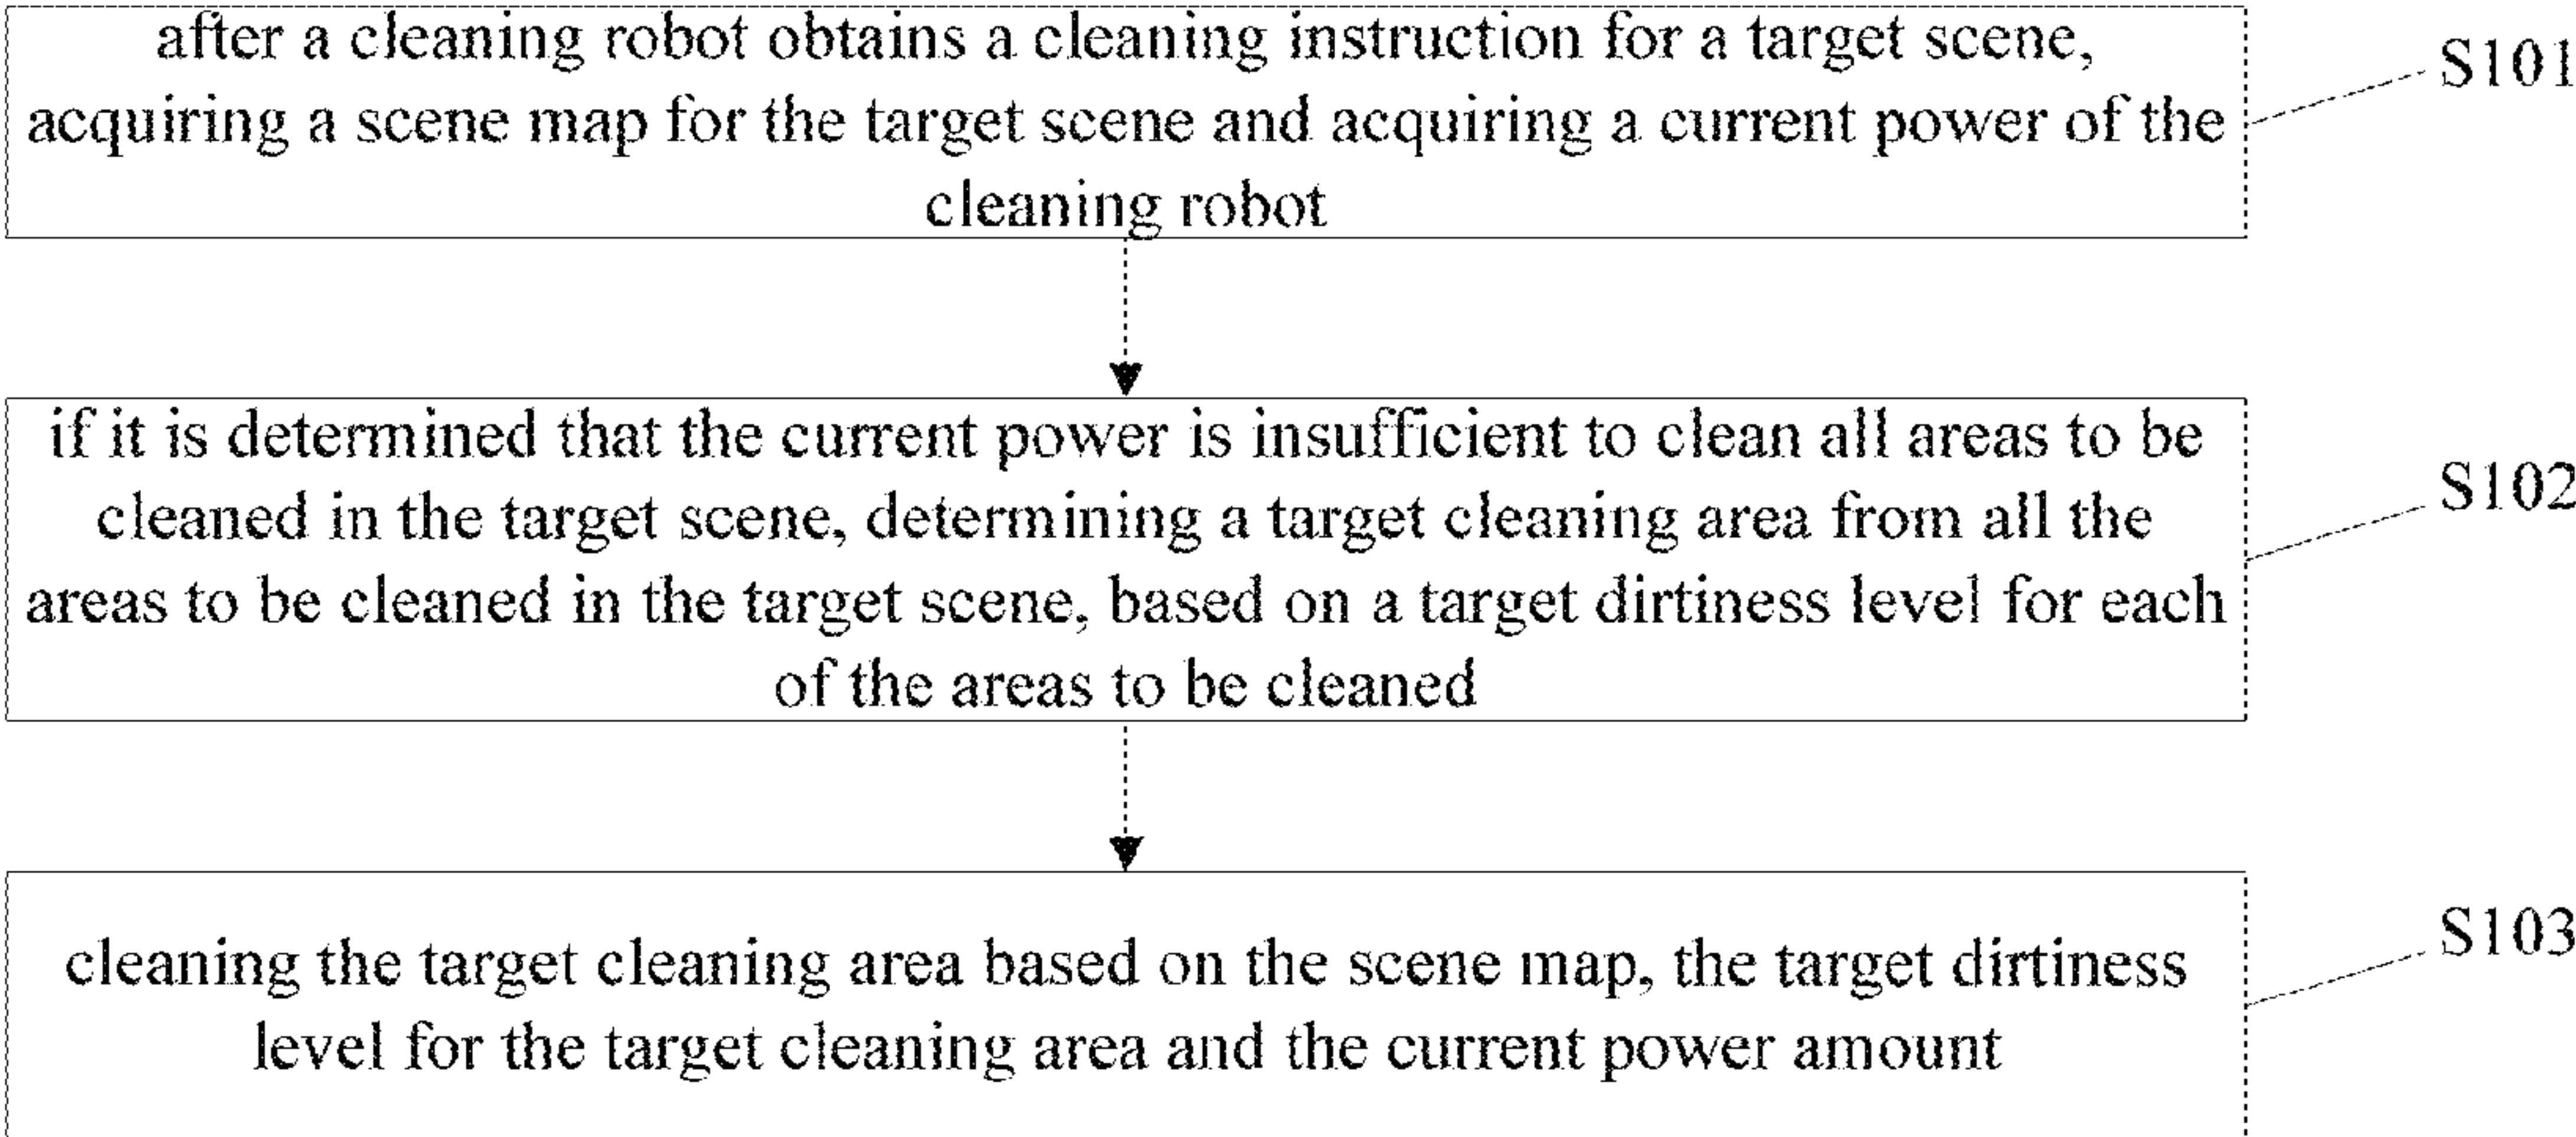 after a cleaning robot obtains a cleaning instruction for a target scene,
acquiring a scene map for the target scene and acquiring a current power of the
cleaning robot
S101
if it is determined that the current power is insufficient to clean all areas to be
cleaned in the target scene, determining a target cleaning area from all the
areas to be cleaned in the target scene, based on a target dirtiness level for each
of the areas to be cleaned
S102
cleaning the target cleaning area based on the scene map, the target dirtiness
level for the target cleaning area and the current power amount
S103